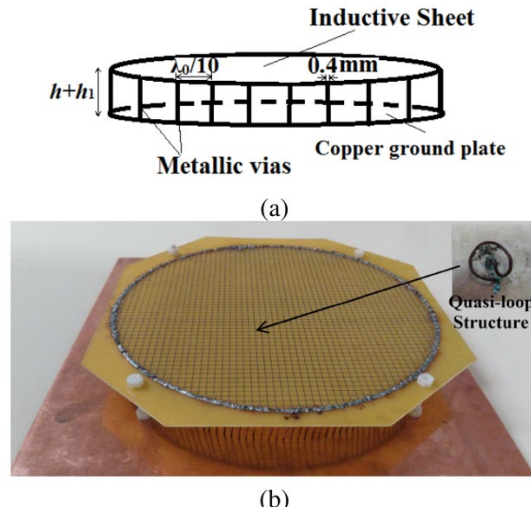 Inductive Sheet
λ₀/10
0.4mm
h+h₁
Copper ground plate
Metallic vias
(a)
Quasi-loop
Structure
(b)